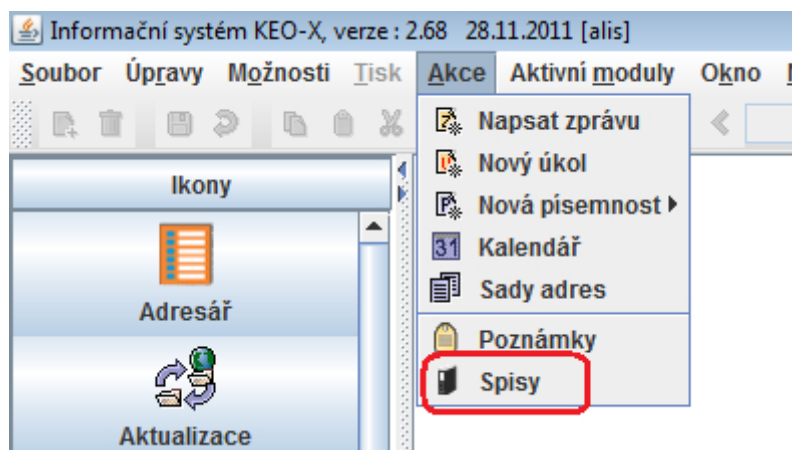 Informační systém KEO-X, verze : 2.68 28.11.2011 [alis]
Soubor Úpravy Možnosti Tisk Akce Aktivní moduly Okno
Napsat zprávu
Nový úkol
Nová písemnost
31 Kalendář
Sady adres
Poznámky
Spisy
Ikony
Adresář
Aktualizace